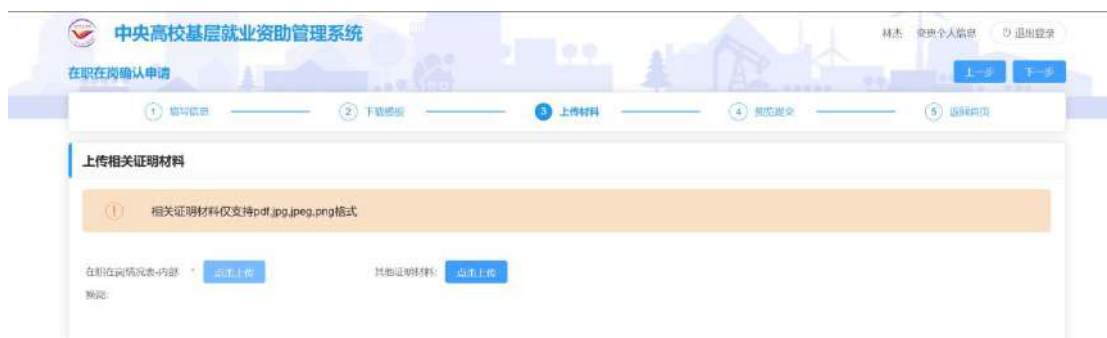 中央高校基层就业资助管理系统
林杰 变更个人信息 退出登录
在职在岗确认申请
上一步 下一步
1 填写信息 2 下载模板 3 上传材料 4 预览提交 5 返回首页
上传相关证明材料
相关证明材料仅支持pdf,jpg,jpeg,png格式
在职在岗情况表-内部 * 点击上传 其他证明材料: 点击上传
换岗: